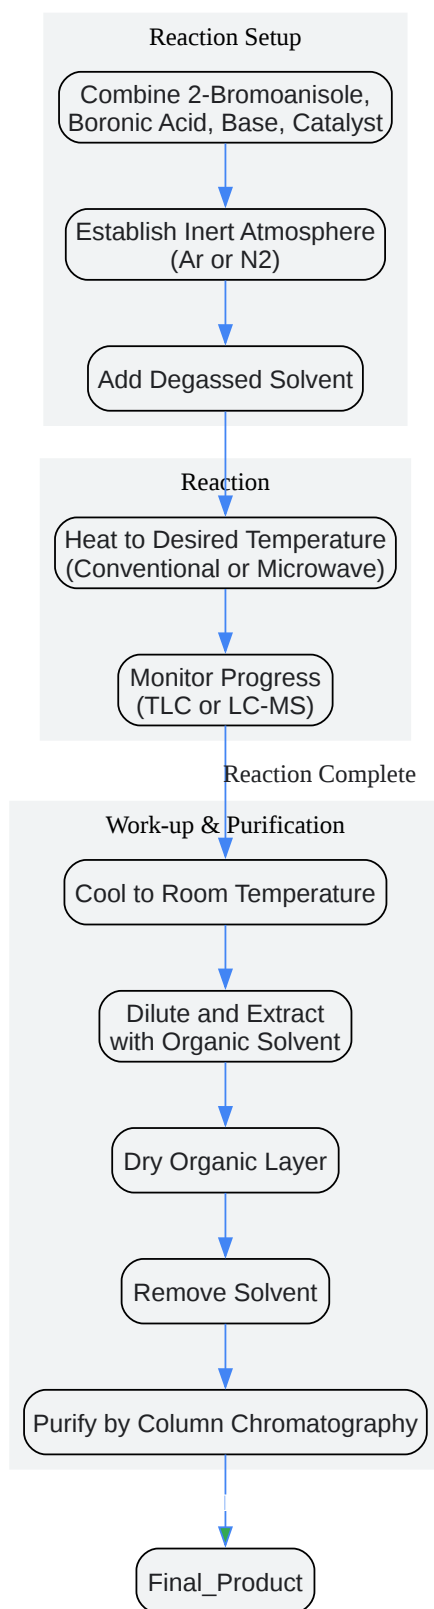 Reaction Setup
Combine 2-Bromoanisole,
Boronic Acid, Base, Catalyst
Establish Inert Atmosphere
(Ar or N2)
Add Degassed Solvent
Reaction
Heat to Desired Temperature
(Conventional or Microwave)
Monitor Progress
(TLC or LC-MS)
Reaction Complete
Work-up & Purification
Cool to Room Temperature
Dilute and Extract
with Organic Solvent
Dry Organic Layer
Remove Solvent
Purify by Column Chromatography
Final_Product